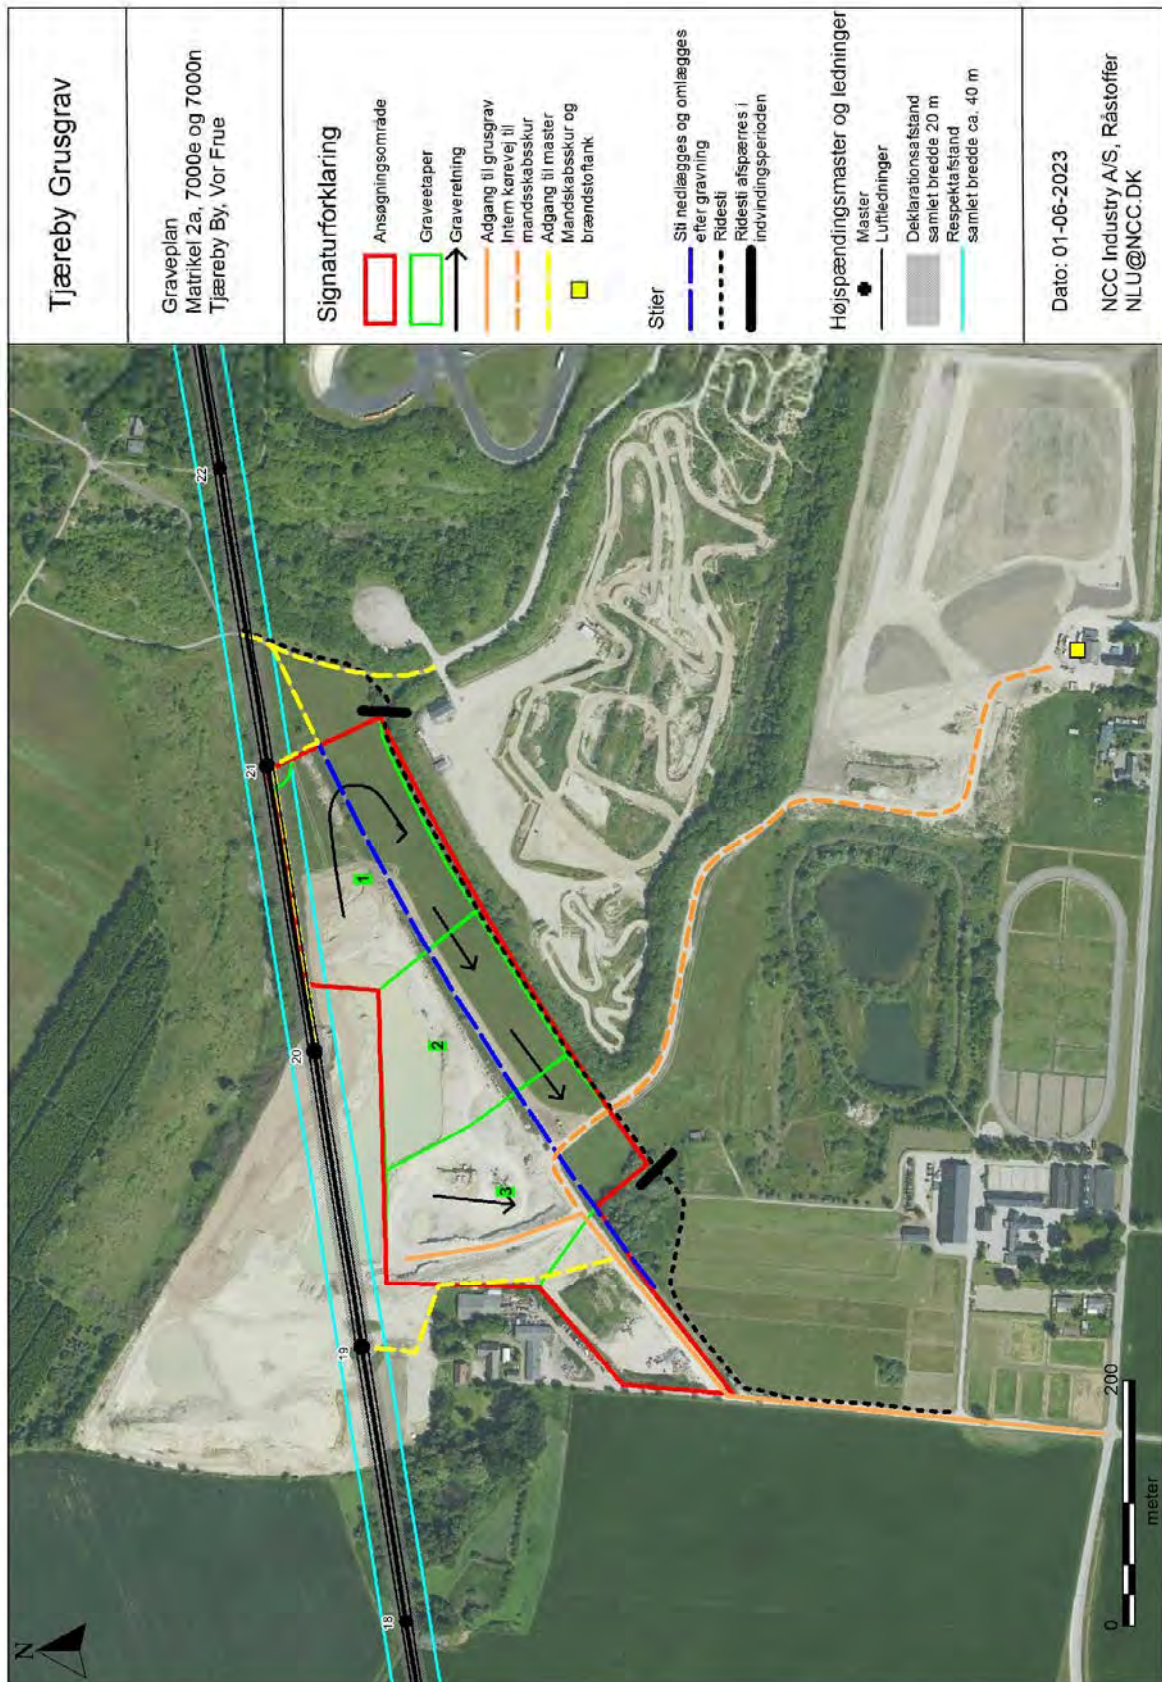 Tjæreby Grusgrav
Graveplan
Matrikel 2a, 7000e og 7000n
Tjæreby By, Vor Frue
Signaturforklaring
Ansøgningsområde
Graveetaper
Graveretning
Adgang til grusgrav
Intern kørevej til
mandsskabsskur
Adgang til master
Mandskabsskur og
brændstoftank
Stier
Sti nedlægges og omlægges
efter gravning
Ridesti
Ridesti afspærres i
indvindingsperioden
Højspændingsmaster og ledninger
Master
Luftledninger
Deklarationsafstand
samlet bredde 20 m
Respektafstand
samlet bredde ca. 40 m
Dato: 01-06-2023
NCC Industry A/S, Råstoffer
NLU@NCC.DK
N
18
19
20
21
22
1
2
3
0
200
meter